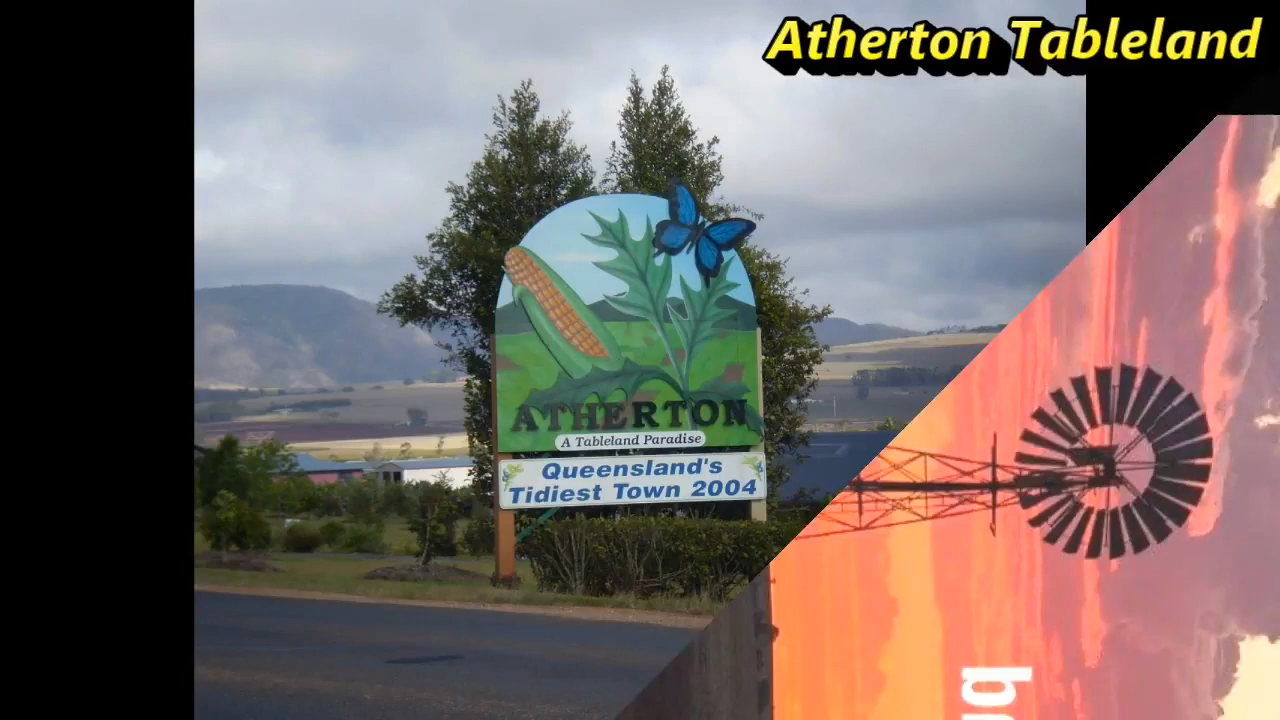 Atherton Tableland
ATHERTON
A Tableland Paradise
Queensland's
Tidiest Town 2004